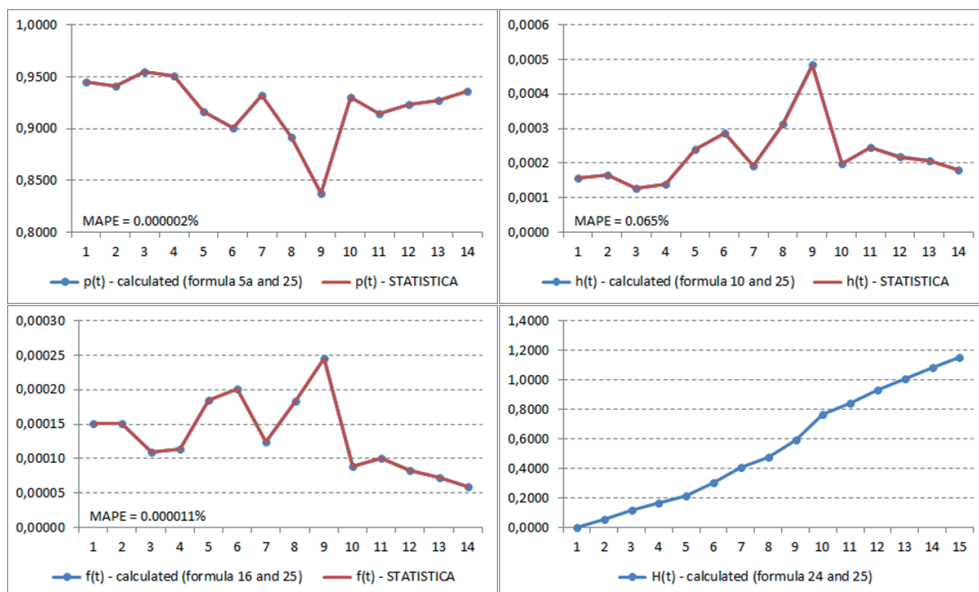 1,0000
0,9500
0,9000
0,8500
0,8000
MAPE = 0.000002%
1 2 3 4 5 6 7 8 9 10 11 12 13 14
p(t) - calculated (formula 5a and 25) p(t) - STATISTICA
0,0006
0,0005
0,0004
0,0003
0,0002
0,0001
0,0000
MAPE = 0.065%
1 2 3 4 5 6 7 8 9 10 11 12 13 14
h(t) - calculated (formula 10 and 25) h(t) - STATISTICA
0,00030
0,00025
0,00020
0,00015
0,00010
0,00005
0,00000
MAPE = 0.000011%
1 2 3 4 5 6 7 8 9 10 11 12 13 14
f(t) - calculated (formula 16 and 25) f(t) - STATISTICA
1,4000
1,2000
1,0000
0,8000
0,6000
0,4000
0,2000
0,0000
1 2 3 4 5 6 7 8 9 10 11 12 13 14 15
H(t) - calculated (formula 24 and 25)